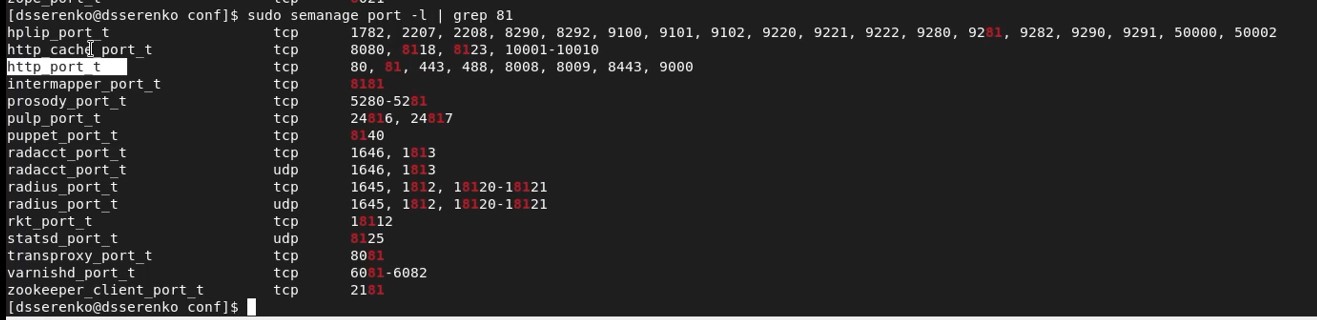 [dsserenko@dsserenko conf]$ sudo semanage port -l | grep 81
hplip_port_t tcp 1782, 2207, 2208, 8290, 8292, 9100, 9101, 9102, 9220, 9221, 9222, 9280, 9281, 9282, 9290, 9291, 50000, 50002
http_cache_port_t tcp 8080, 8118, 8123, 10001-10010
http_port_t tcp 80, 81, 443, 488, 8008, 8009, 8443, 9000
intermapper_port_t tcp 8181
prosody_port_t tcp 5280-5281
pulp_port_t tcp 24816, 24817
puppet_port_t tcp 8140
radacct_port_t tcp 1646, 1813
radacct_port_t udp 1646, 1813
radius_port_t tcp 1645, 1812, 18120-18121
radius_port_t udp 1645, 1812, 18120-18121
rkt_port_t tcp 18112
statsd_port_t udp 8125
transproxy_port_t tcp 8081
varnishd_port_t tcp 6081-6082
zookeeper_client_port_t tcp 2181
[dsserenko@dsserenko conf]$